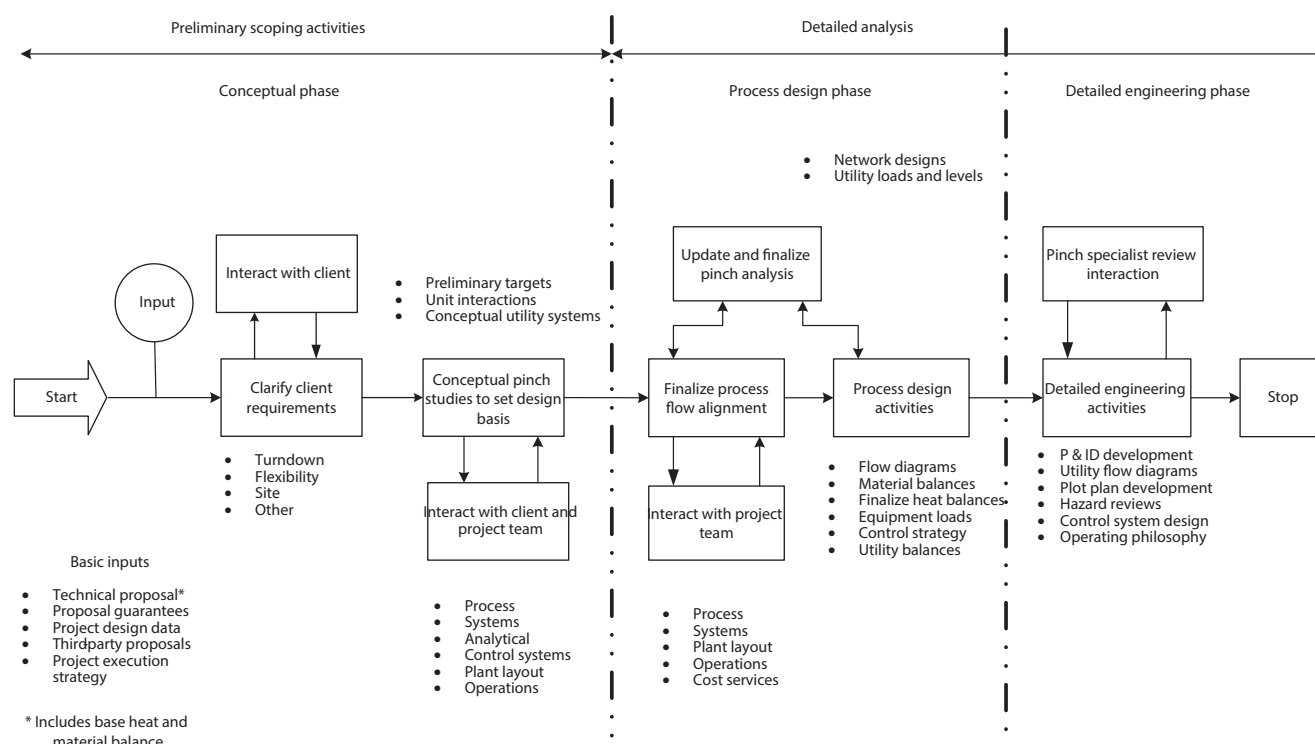 Preliminary scoping activities
Detailed analysis
Conceptual phase
Process design phase
Detailed engineering phase
• Network designs
• Utility loads and levels
Interact with client
Update and finalize
pinch analysis
Pinch specialist review
interaction
Input
• Preliminary targets
• Unit interactions
• Conceptual utility systems
Start
Clarify client
requirements
Conceptual pinch
studies to set design
basis
Finalize process
flow alignment
Process design
activities
Detailed engineering
activities
Stop
• Turndown
• Flexibility
• Site
• Other
Interact with client and
project team
Interact with project
team
• Flow diagrams
• Material balances
• Finalize heat balances
• Equipment loads
• Control strategy
• Utility balances
• P & ID development
• Utility flow diagrams
• Plot plan development
• Hazard reviews
• Control system design
• Operating philosophy
Basic inputs
• Technical proposal*
• Proposal guarantees
• Project design data
• Third-party proposals
• Project execution
strategy
• Process
• Systems
• Analytical
• Control systems
• Plant layout
• Operations
• Process
• Systems
• Plant layout
• Operations
• Cost services
* Includes base heat and
material balance